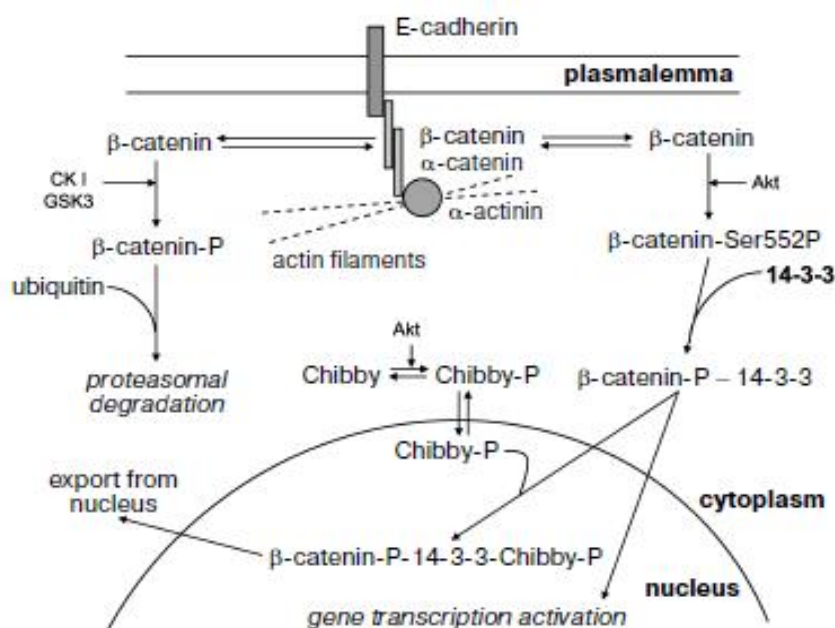 E-cadherin
plasmalemma
β-catenin
β-catenin
β-catenin
α-catenin
CK I
GSK3
Akt
α-actinin
β-catenin-P
actin filaments
β-catenin-Ser552P
ubiquitin
14-3-3
Akt
proteasomal
degradation
Chibby
Chibby-P
β-catenin-P – 14-3-3
Chibby-P
export from
nucleus
cytoplasm
β-catenin-P-14-3-3-Chibby-P
nucleus
gene transcription activation